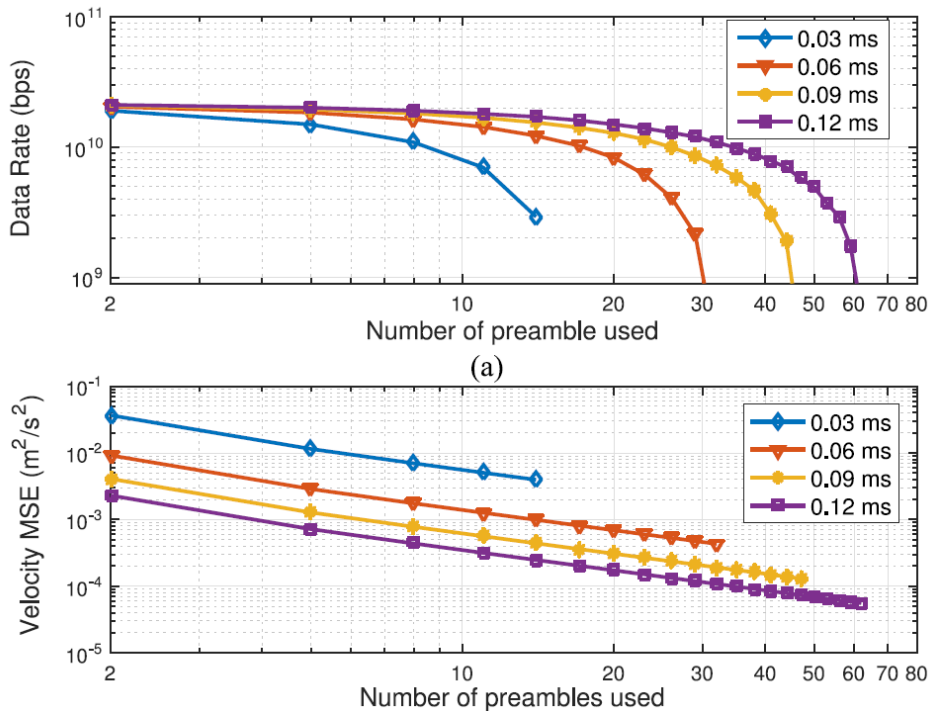 10^11
10^10
10^9
Data Rate (bps)
0.03 ms
0.06 ms
0.09 ms
0.12 ms
2 10 20 30 40 50 60 70 80
Number of preamble used
(a)
10^-1
10^-2
10^-3
10^-4
10^-5
Velocity MSE (m^2/s^2)
0.03 ms
0.06 ms
0.09 ms
0.12 ms
2 10 20 30 40 50 60 70 80
Number of preambles used